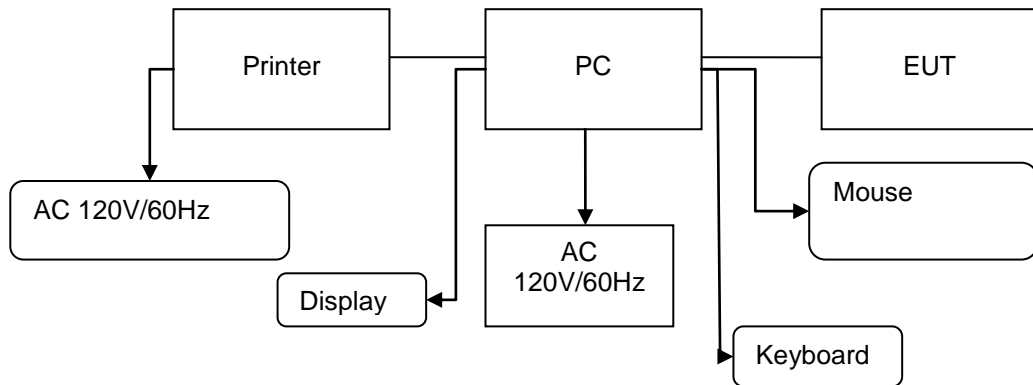 Printer
PC
EUT
AC 120V/60Hz
Mouse
AC
120V/60Hz
Display
Keyboard